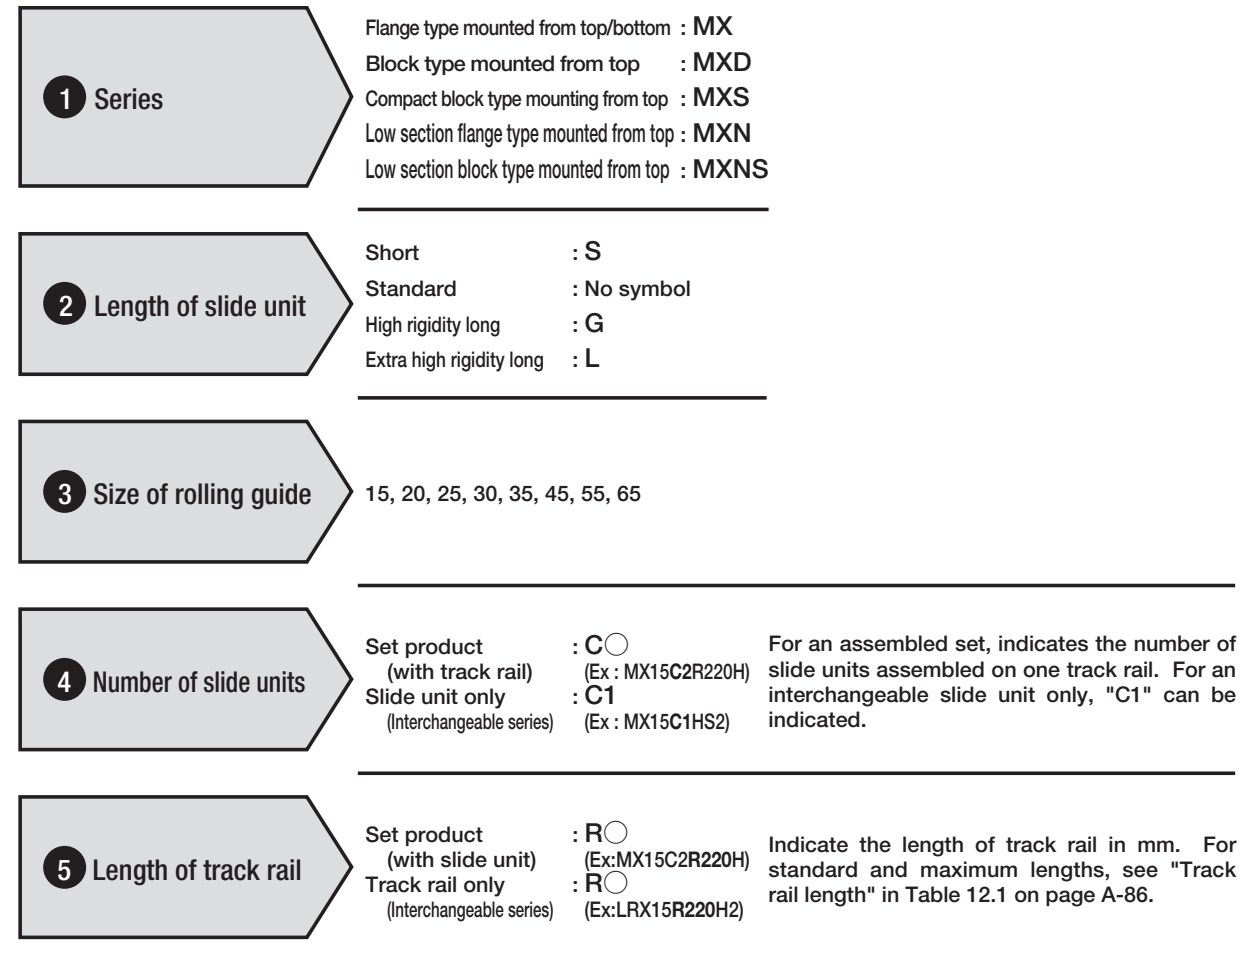 1 Series
Flange type mounted from top/bottom : MX
Block type mounted from top : MXD
Compact block type mounting from top : MXS
Low section flange type mounted from top : MXN
Low section block type mounted from top : MXNS
2 Length of slide unit
Short : S
Standard : No symbol
High rigidity long : G
Extra high rigidity long : L
3 Size of rolling guide
15, 20, 25, 30, 35, 45, 55, 65
4 Number of slide units
Set product : C○
(with track rail) (Ex : MX15C2R220H)
Slide unit only : C1
(Interchangeable series) (Ex : MX15C1HS2)
For an assembled set, indicates the number of
slide units assembled on one track rail. For an
interchangeable slide unit only, "C1" can be
indicated.
5 Length of track rail
Set product : R○
(with slide unit) (Ex:MX15C2R220H)
Track rail only : R○
(Interchangeable series) (Ex:LRX15R220H2)
Indicate the length of track rail in mm. For
standard and maximum lengths, see "Track
rail length" in Table 12.1 on page A-86.